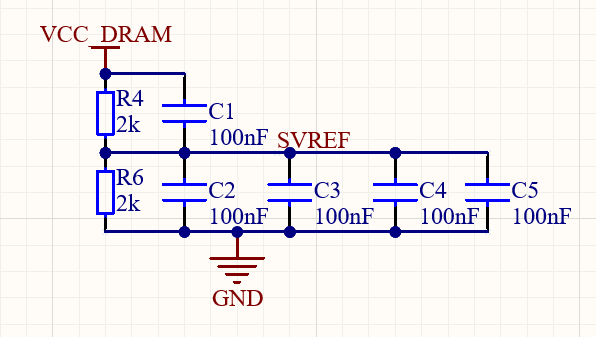 VCC_DRAM
R4
2k
C1
100nF
SVREF
R6
2k
C2
100nF
C3
100nF
C4
100nF
C5
100nF
GND